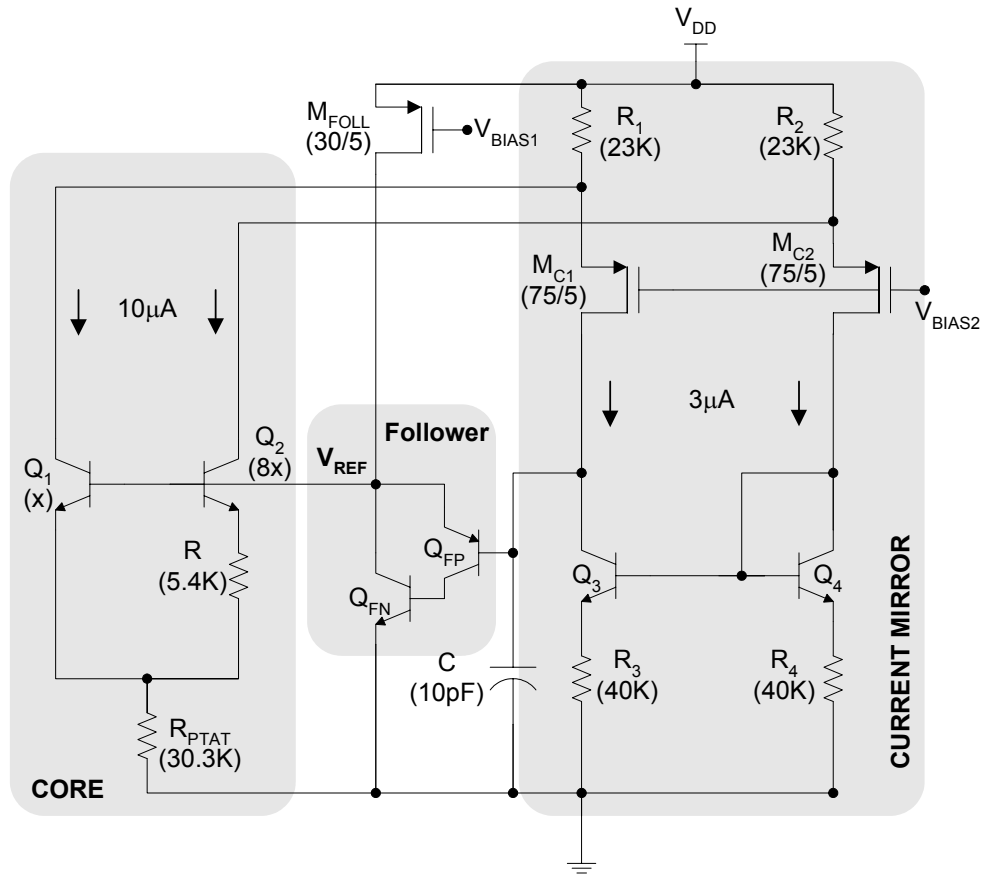 V_DD
M_FOLL
(30/5)
V_BIAS1
R_1
(23K)
R_2
(23K)
M_C1
(75/5)
M_C2
(75/5)
V_BIAS2
10μA
3μA
Q_1
(x)
Q_2
(8x)
V_REF
Follower
R
(5.4K)
Q_FP
Q_FN
Q_3
Q_4
C
(10pF)
R_3
(40K)
R_4
(40K)
R_PTAT
(30.3K)
CORE
CURRENT MIRROR